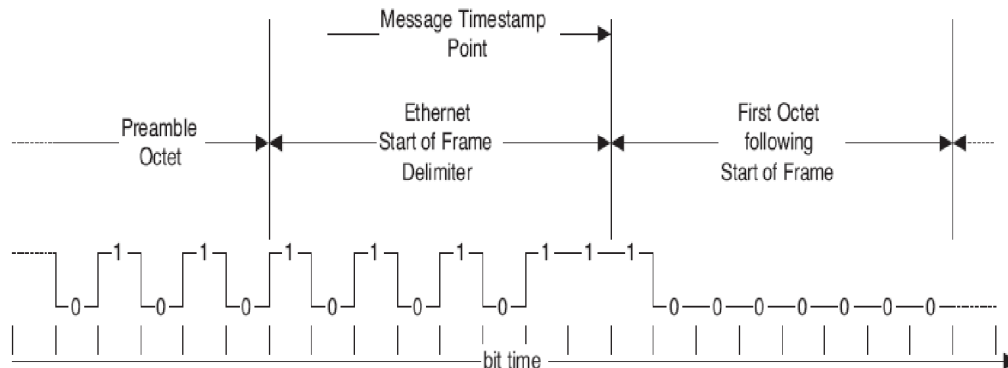 Message Timestamp
Point
Preamble
Octet
Ethernet
Start of Frame
Delimiter
First Octet
following
Start of Frame
0 1 0 1 0 1 0 1 0 1 0 1 1 1 0 0 0 0 0 0 0
bit time